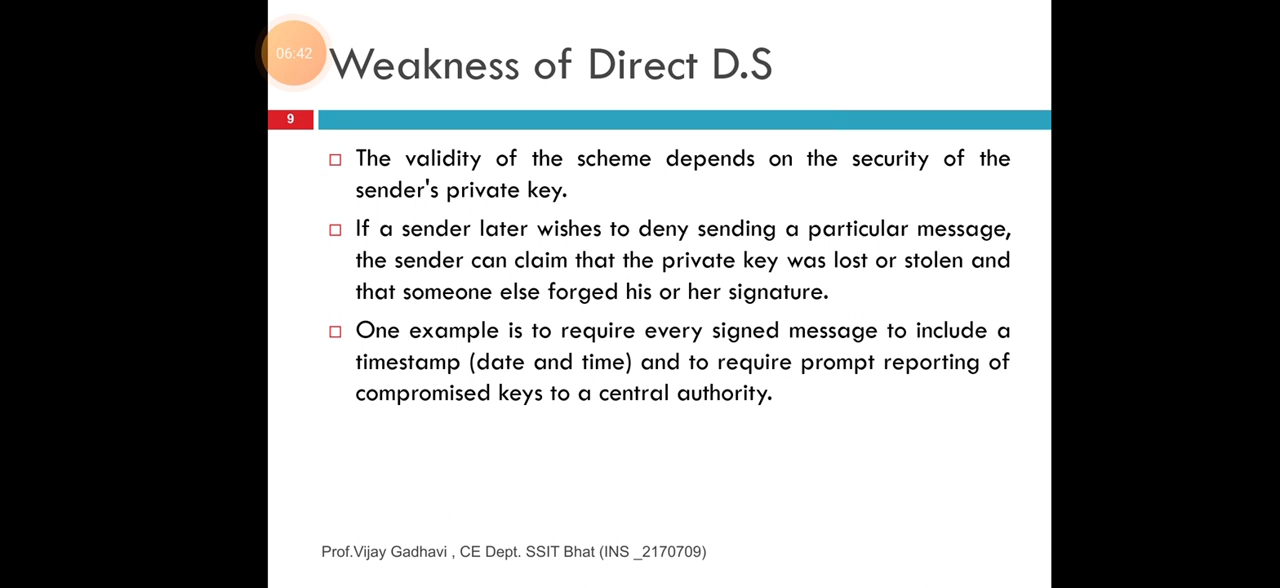 06:42
Weakness of Direct D.S
9
The validity of the scheme depends on the security of the
sender's private key.
If a sender later wishes to deny sending a particular message,
the sender can claim that the private key was lost or stolen and
that someone else forged his or her signature.
One example is to require every signed message to include a
timestamp (date and time) and to require prompt reporting of
compromised keys to a central authority.
Prof.Vijay Gadhavi , CE Dept. SSIT Bhat (INS _2170709)